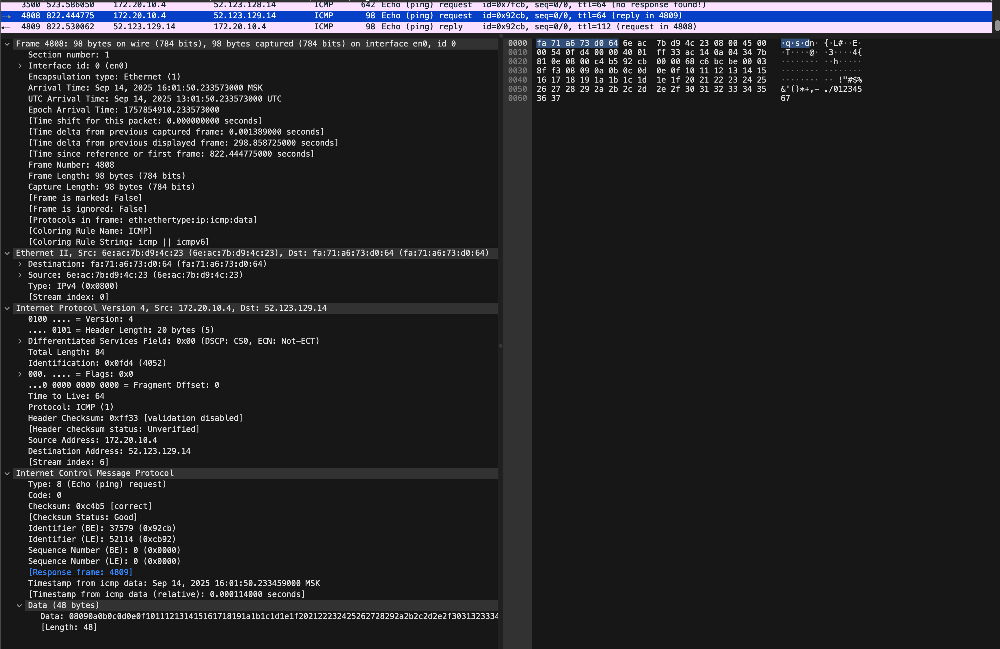 3500 523.586050 172.20.10.4 52.123.128.14 ICMP 642 Echo (ping) request id=0x7fcb, seq=0/0, ttl=64 (no response found!)
4808 822.444775 172.20.10.4 52.123.129.14 ICMP 98 Echo (ping) request id=0x92cb, seq=0/0, ttl=64 (reply in 4809)
4809 822.530062 52.123.129.14 172.20.10.4 ICMP 98 Echo (ping) reply id=0x92cb, seq=0/0, ttl=112 (request in 4808)
Frame 4808: 98 bytes on wire (784 bits), 98 bytes captured (784 bits) on interface en0, id 0
Section number: 1
Interface id: 0 (en0)
Encapsulation type: Ethernet (1)
Arrival Time: Sep 14, 2025 16:01:50.233573000 MSK
UTC Arrival Time: Sep 14, 2025 13:01:50.233573000 UTC
Epoch Arrival Time: 1757854910.233573000
[Time shift for this packet: 0.000000000 seconds]
[Time delta from previous captured frame: 0.001389000 seconds]
[Time delta from previous displayed frame: 298.858725000 seconds]
[Time since reference or first frame: 822.444775000 seconds]
Frame Number: 4808
Frame Length: 98 bytes (784 bits)
Capture Length: 98 bytes (784 bits)
[Frame is marked: False]
[Frame is ignored: False]
[Protocols in frame: eth:ethertype:ip:icmp:data]
[Coloring Rule Name: ICMP]
[Coloring Rule String: icmp || icmpv6]
Ethernet II, Src: 6e:ac:7b:d9:4c:23 (6e:ac:7b:d9:4c:23), Dst: fa:71:a6:73:d0:64 (fa:71:a6:73:d0:64)
Destination: fa:71:a6:73:d0:64 (fa:71:a6:73:d0:64)
Source: 6e:ac:7b:d9:4c:23 (6e:ac:7b:d9:4c:23)
Type: IPv4 (0x0800)
[Stream index: 0]
Internet Protocol Version 4, Src: 172.20.10.4, Dst: 52.123.129.14
0100 .... = Version: 4
.... 0101 = Header Length: 20 bytes (5)
Differentiated Services Field: 0x00 (DSCP: CS0, ECN: Not-ECT)
Total Length: 84
Identification: 0x0fd4 (4052)
000. .... = Flags: 0x0
...0 0000 0000 0000 = Fragment Offset: 0
Time to Live: 64
Protocol: ICMP (1)
Header Checksum: 0xff33 [validation disabled]
[Header checksum status: Unverified]
Source Address: 172.20.10.4
Destination Address: 52.123.129.14
[Stream index: 6]
Internet Control Message Protocol
Type: 8 (Echo (ping) request)
Code: 0
Checksum: 0xc4b5 [correct]
[Checksum Status: Good]
Identifier (BE): 37579 (0x92cb)
Identifier (LE): 52114 (0xcb92)
Sequence Number (BE): 0 (0x0000)
Sequence Number (LE): 0 (0x0000)
[Response frame: 4809]
Timestamp from icmp data: Sep 14, 2025 16:01:50.233459000 MSK
[Timestamp from icmp data (relative): 0.000114000 seconds]
Data (48 bytes)
Data: 08090a0b0c0d0e0f101112131415161718191a1b1c1d1e1f202122232425262728292a2b2c2d2e2f3031323334
[Length: 48]
0000 fa 71 a6 73 d0 64 6e ac 7b d9 4c 23 08 00 45 00 ·q·s·dn· {·L#··E·
0010 00 54 0f d4 00 00 40 01 ff 33 ac 14 0a 04 34 7b ·T····@· ·3····4{
0020 81 0e 08 00 c4 b5 92 cb 00 00 68 c6 bc be 00 03 ········ ··h·····
0030 8f f3 08 09 0a 0b 0c 0d 0e 0f 10 11 12 13 14 15 ········ ········
0040 16 17 18 19 1a 1b 1c 1d 1e 1f 20 21 22 23 24 25 ········ ·· !"#$%
0050 26 27 28 29 2a 2b 2c 2d 2e 2f 30 31 32 33 34 35 &'()*+,- ./012345
0060 36 37 67